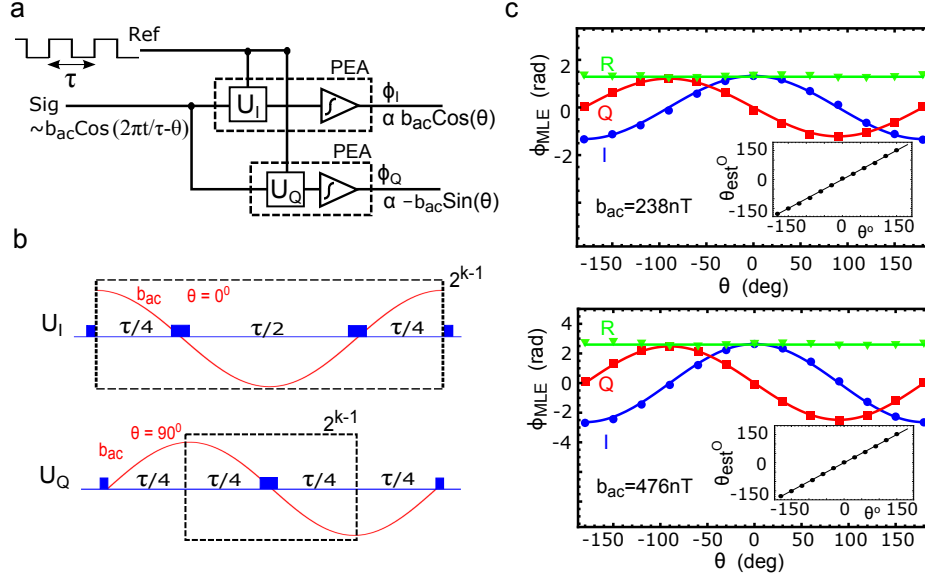 a
Ref
τ
Sig
~b_ac Cos(2πt/τ-θ)
PEA
U_I
∫
ϕ_I
α b_ac Cos(θ)
PEA
U_Q
∫
ϕ_Q
α -b_ac Sin(θ)
b
b_ac θ = 0⁰
2^k-1
U_I
τ/4 τ/2 τ/4
θ = 90⁰
2^k-1
b_ac
U_Q
τ/4 τ/4 τ/4 τ/4
c
ϕ_MLE (rad)
2
0
-2
R
Q
I
b_ac=238nT
θ_est^O
150
0
-150
-150 0 150
θ^o
-150 -100 -50 0 50 100 150
θ (deg)
ϕ_MLE (rad)
4
2
0
-2
-4
R
Q
I
b_ac=476nT
θ_est^O
150
0
-150
-150 0 150
θ^o
-150 -100 -50 0 50 100 150
θ (deg)